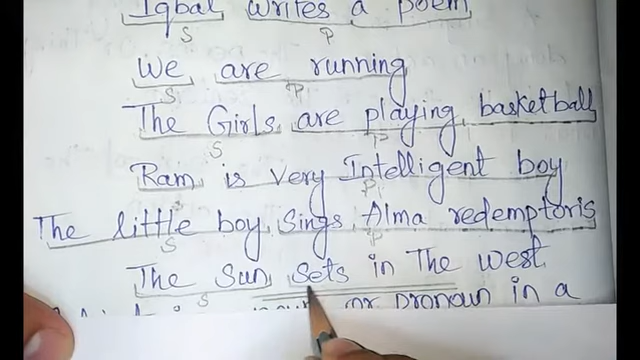 Iqbal writes a poem
S P
We are running
S P
The Girls are playing basketball
S P
Ram is very Intelligent boy
S P
The little boy Sings Alma redemptoris
S P
The Sun Sets in The west
S
or pronoun in a